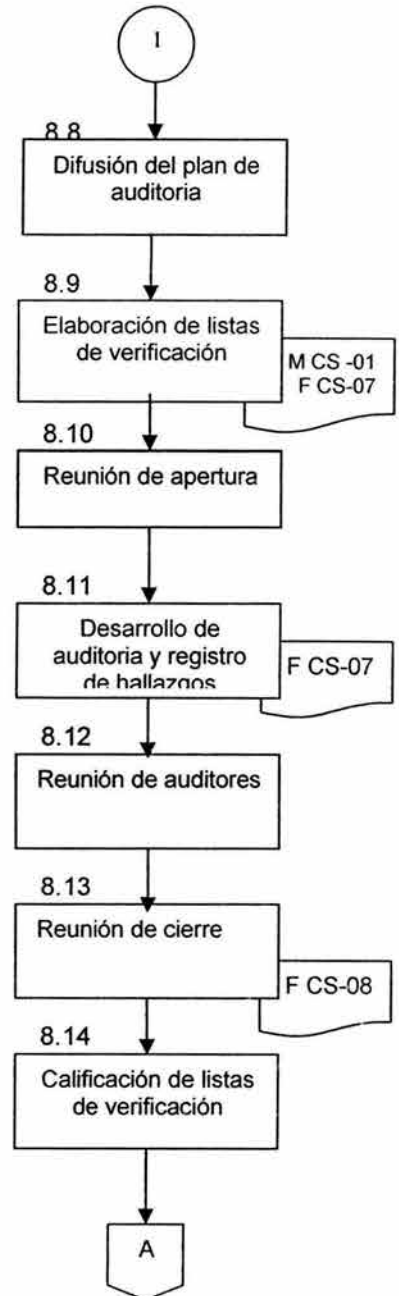 1
8.8
Difusión del plan de
auditoria
8.9
Elaboración de listas
de verificación
M CS -01
F CS-07
8.10
Reunión de apertura
8.11
Desarrollo de
auditoria y registro
de hallazgos
F CS-07
8.12
Reunión de auditores
8.13
Reunión de cierre
F CS-08
8.14
Calificación de listas
de verificación
A